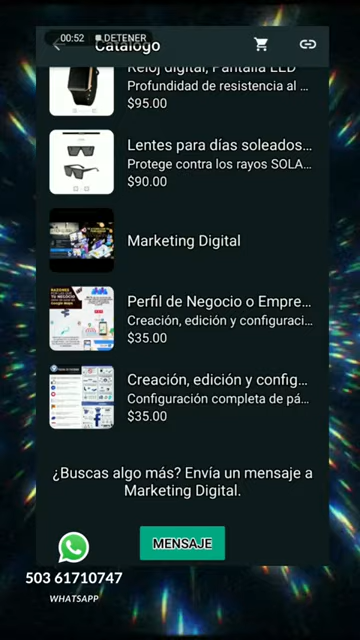 00:52 DETENER
Catálogo
Reloj digital, Pantalla LED
Profundidad de resistencia al ...
$95.00
Lentes para días soleados...
Protege contra los rayos SOLA...
$90.00
Marketing Digital
Perfil de Negocio o Empre...
Creación, edición y configuraci...
$35.00
Creación, edición y config...
Configuración completa de pá...
$35.00
¿Buscas algo más? Envía un mensaje a
Marketing Digital.
MENSAJE
503 61710747
WHATSAPP